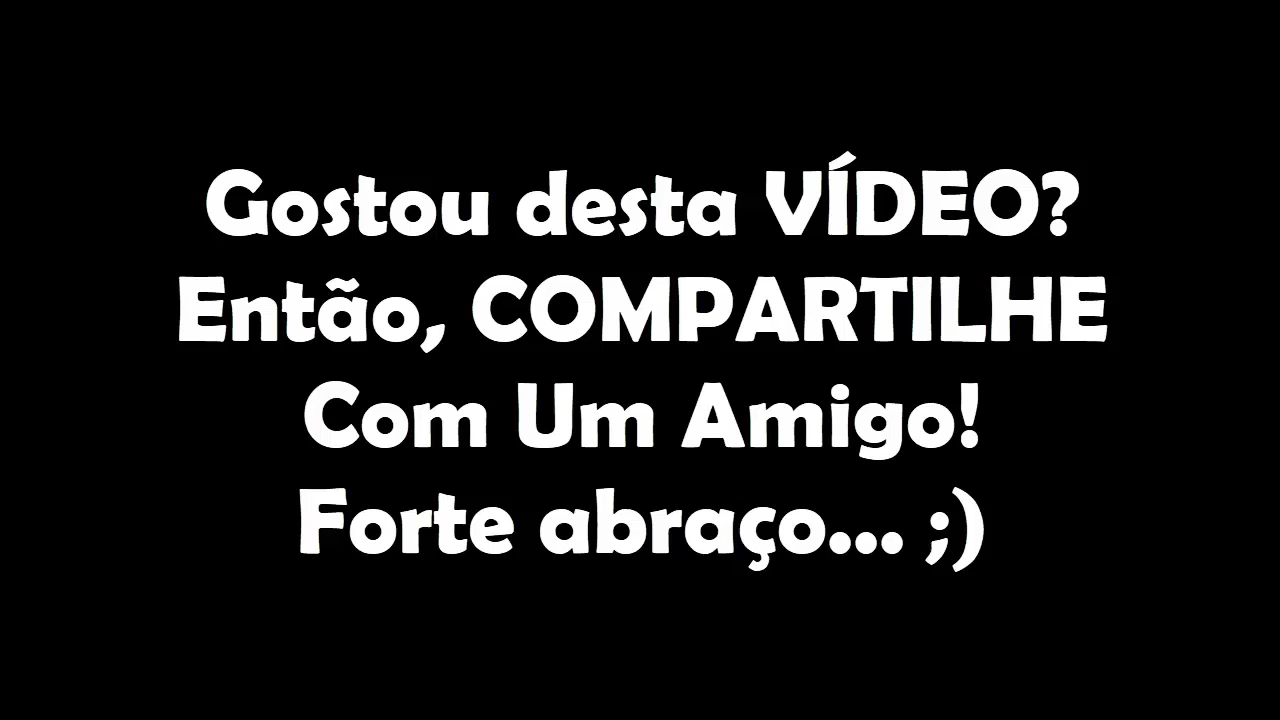 Gostou desta VÍDEO?
Então, COMPARTILHE
Com Um Amigo!
Forte abraço... ;)